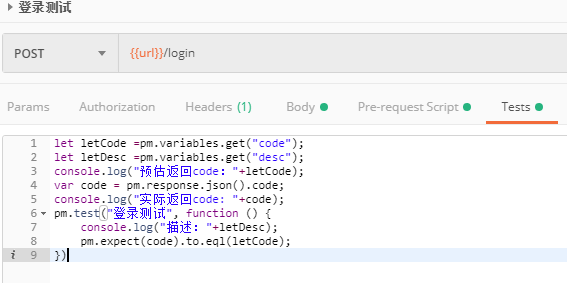 登录测试
POST {{url}}/login
Params Authorization Headers (1) Body Pre-request Script Tests
1 let letCode =pm.variables.get("code");
2 let letDesc =pm.variables.get("desc");
3 console.log("预估返回code: "+letCode);
4 var code = pm.response.json().code;
5 console.log("实际返回code: "+code);
6 pm.test("登录测试", function () {
7 console.log("描述: "+letDesc);
8 pm.expect(code).to.eql(letCode);
i 9 })